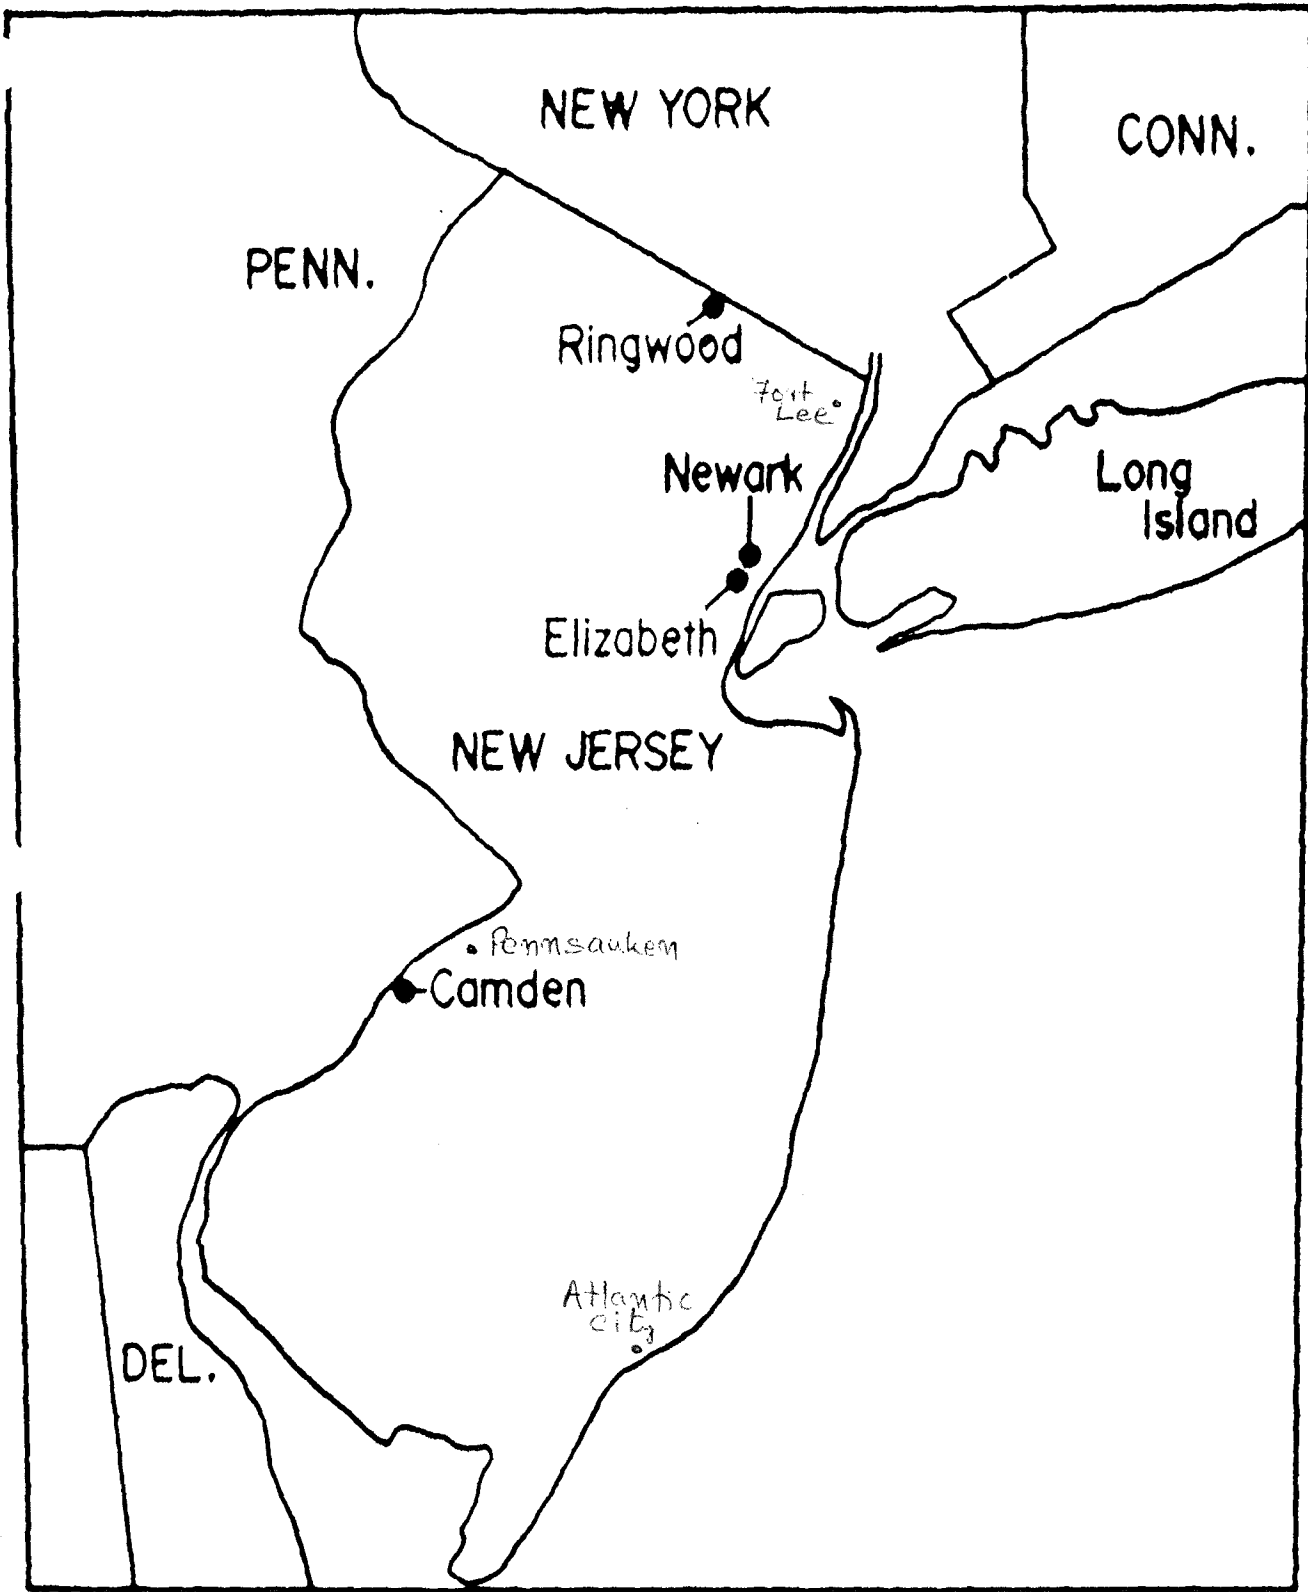 NEW YORK
CONN.
PENN.
Ringwood
Fort
Lee
Newark
Long
Island
Elizabeth
NEW JERSEY
Pennsauken
Camden
Atlantic
City
DEL.